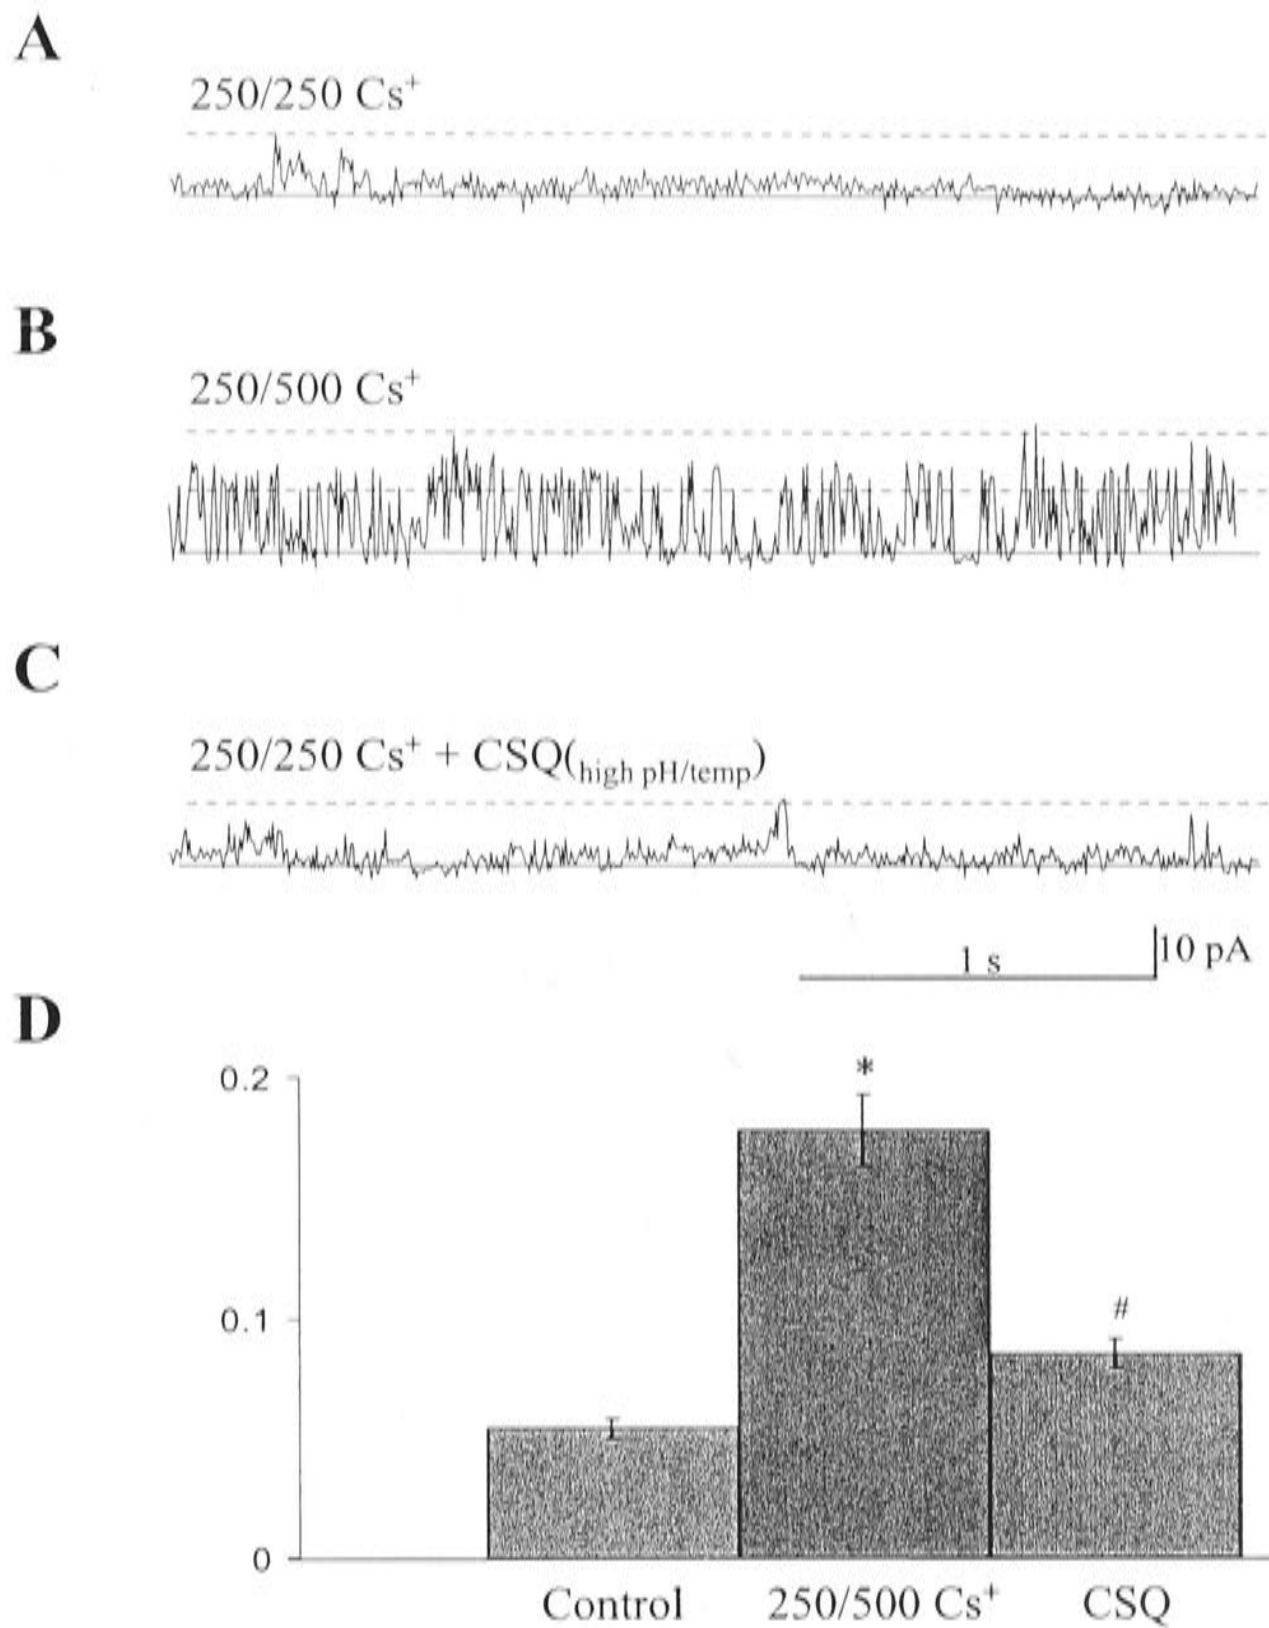 A
250/250 Cs⁺
B
250/500 Cs⁺
C
250/250 Cs⁺ + CSQ(high pH/temp)
1 s
10 pA
D
0.2
*
0.1
#
0
Control
250/500 Cs⁺
CSQ